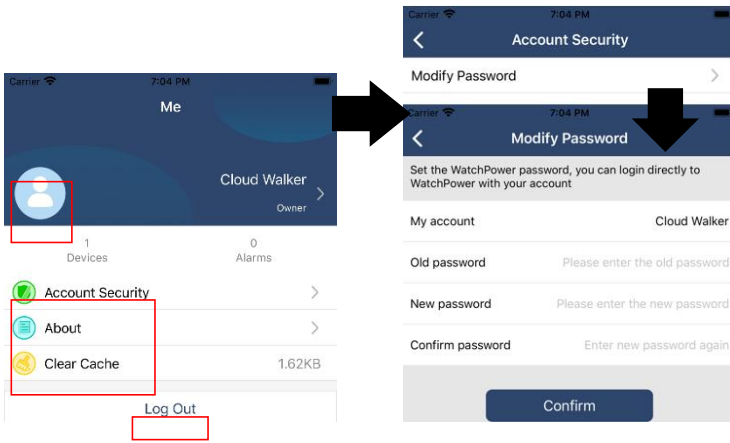 Carrier 7:04 PM
Me
Cloud Walker
Owner
1 0
Devices Alarms
Account Security
About
Clear Cache 1.62KB
Log Out
Carrier 7:04 PM
Account Security
Modify Password
Carrier 7:04 PM
Modify Password
Set the WatchPower password, you can login directly to
WatchPower with your account
My account Cloud Walker
Old password Please enter the old password
New password Please enter the new password
Confirm password Enter new password again
Confirm